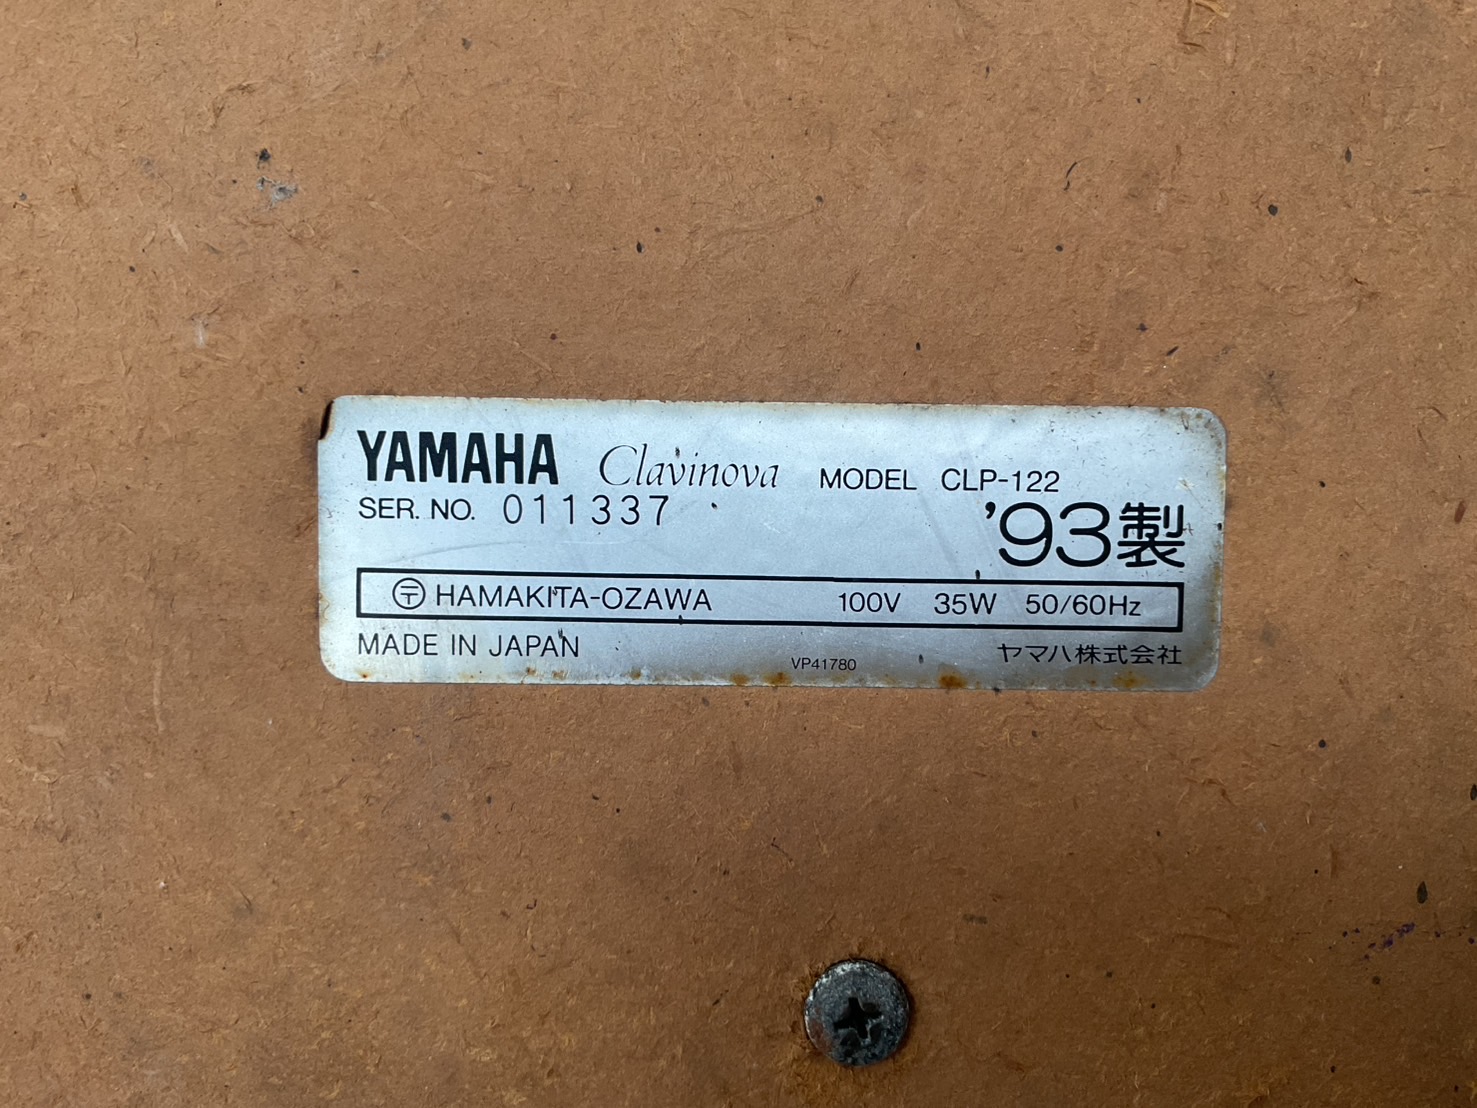 YAMAHA Clavinova MODEL CLP-122
SER. NO. 011337
'93製
〶 HAMAKITA-OZAWA 100V 35W 50/60Hz
MADE IN JAPAN VP41780 ヤマハ株式会社